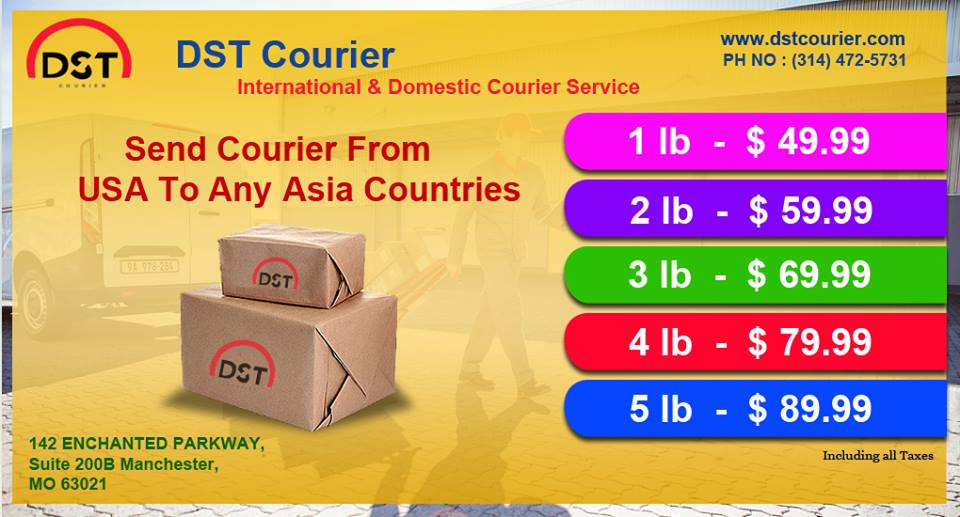 DST
COURIER
DST Courier
International & Domestic Courier Service
www.dstcourier.com
PH NO : (314) 472-5731
Send Courier From
USA To Any Asia Countries
1 lb - $ 49.99
2 lb - $ 59.99
3 lb - $ 69.99
4 lb - $ 79.99
5 lb - $ 89.99
Including all Taxes
9A 978-284
DST
DST
142 ENCHANTED PARKWAY,
Suite 200B Manchester,
MO 63021